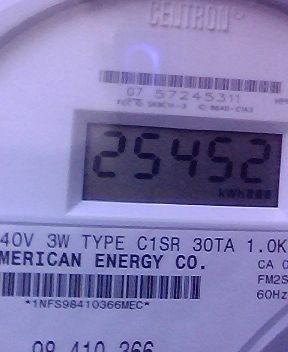 CENTRON®
07 57245311
25452
kWh
40V 3W TYPE C1SR 30TA 1.0K
MERICAN ENERGY CO.
CA 0
FM2S
*1NFS98410366MEC*
60Hz
98 410 366